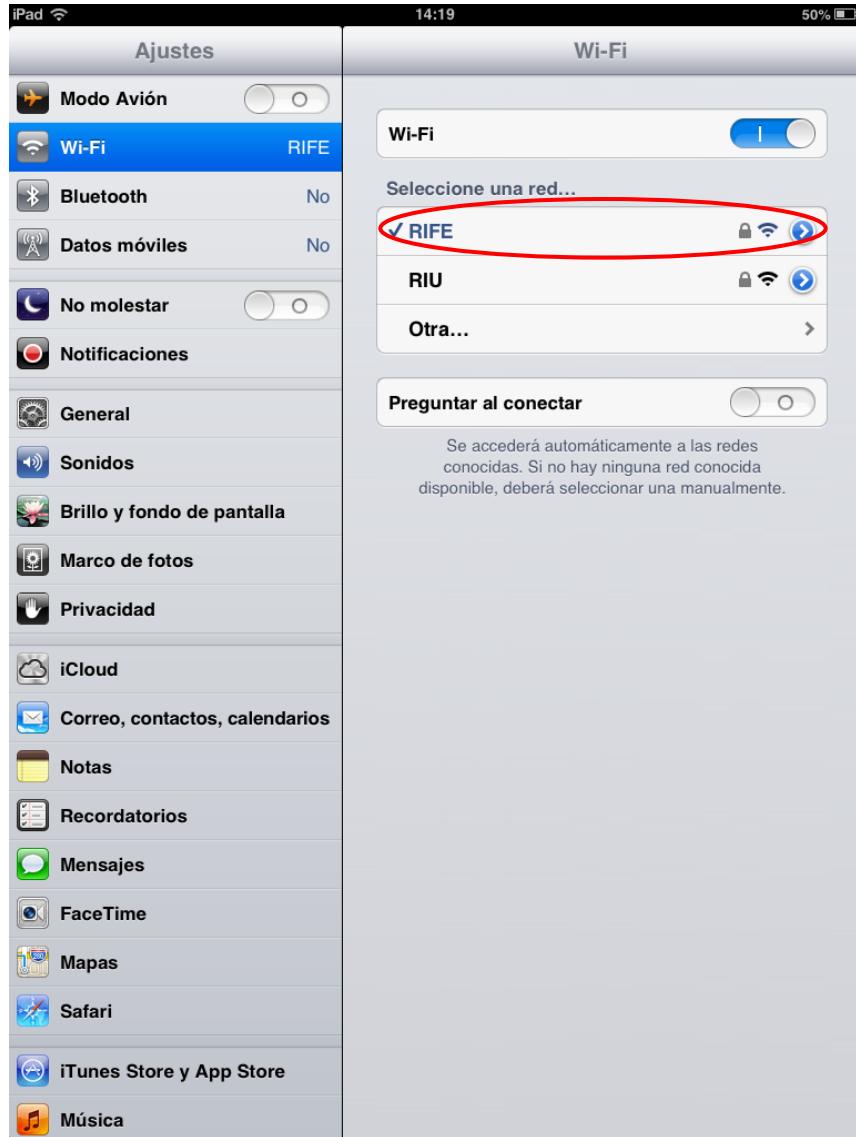 iPad 14:19 50%
Ajustes
Modo Avión
Wi-Fi RIFE
Bluetooth No
Datos móviles No
No molestar
Notificaciones
General
Sonidos
Brillo y fondo de pantalla
Marco de fotos
Privacidad
iCloud
Correo, contactos, calendarios
Notas
Recordatorios
Mensajes
FaceTime
Mapas
Safari
iTunes Store y App Store
Música
Wi-Fi
Wi-Fi
Seleccione una red...
✓ RIFE
RIU
Otra...
Preguntar al conectar
Se accederá automáticamente a las redes
conocidas. Si no hay ninguna red conocida
disponible, deberá seleccionar una manualmente.